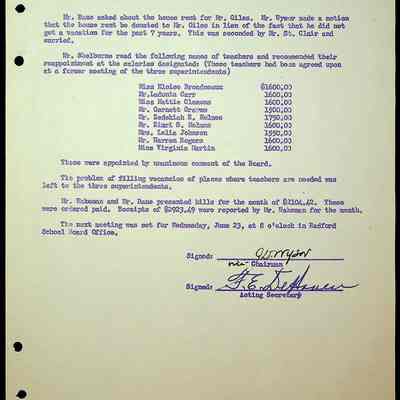 Mr. Rase asked about the house rent for Mr. Giles. Mr. Wymer made a motion
that the house rent be donated to Mr. Giles in lieu of the fact that he did not
get a vacation for the past 7 years. This was seconded by Mr. St. Clair and
carried.
Mr. Shelburne read the following names of teachers and recommended their
reappointment at the salaries designated: (These teachers had been agreed upon
at a former meeting of the three superintendents)
Miss Eloise $1600.00
Mr. Ladonia Carr 1600.00
Miss Hattie Clemons 1600.00
Mr. Garnett Graves 1500.00
Mr. Zedekiah E. Holmes 1750.00
Mr. S. Holmes 1600.00
Mrs. Lelia Johnson 1550.00
Mr. Warren Rogers 1600.00
Miss Virginia Martin 1600.00
These were appointed by unanimous consent of the Board.
The problem of filling vacancies of places where teachers are needed was
left to the three superintendents.
Mr. and Mr. Dane presented bills for the month of $2104.42. These
were ordered paid. Receipts of $2923.49 were reported by Mr. for the month.
The next meeting was set for Wednesday, June 23, at 8 o'clock in Radford
School Board Office.
Signed:
Chairman
Signed: F. E. DeHaven
Acting Secretary